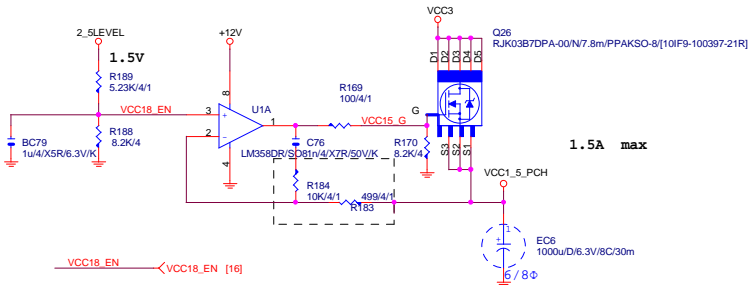 VCC3
Q26
RJK03B7DPA-00/N/7.8m/PPAKSO-8/[10IF9-100397-21R]
2_5LEVEL
+12V
1.5V
D1
D2
D3
D4
D5
R189
5.23K/4/1
R169
100/4/1
VCC18_EN
8
3
+
U1A
1
VCC15_G
G
2
-
4
R188
8.2K/4
BC79
1u/4/X5R/6.3V/K
C76
LM358DR/SO81n/4/X7R/50V/K
R170
8.2K/4
S3
S2
S1
1.5A max
R184
10K/4/1
499/4/1
R183
VCC1_5_PCH
1
+
EC6
1000u/D/6.3V/8C/30m
6/8Φ
VCC18_EN
VCC18_EN [16]